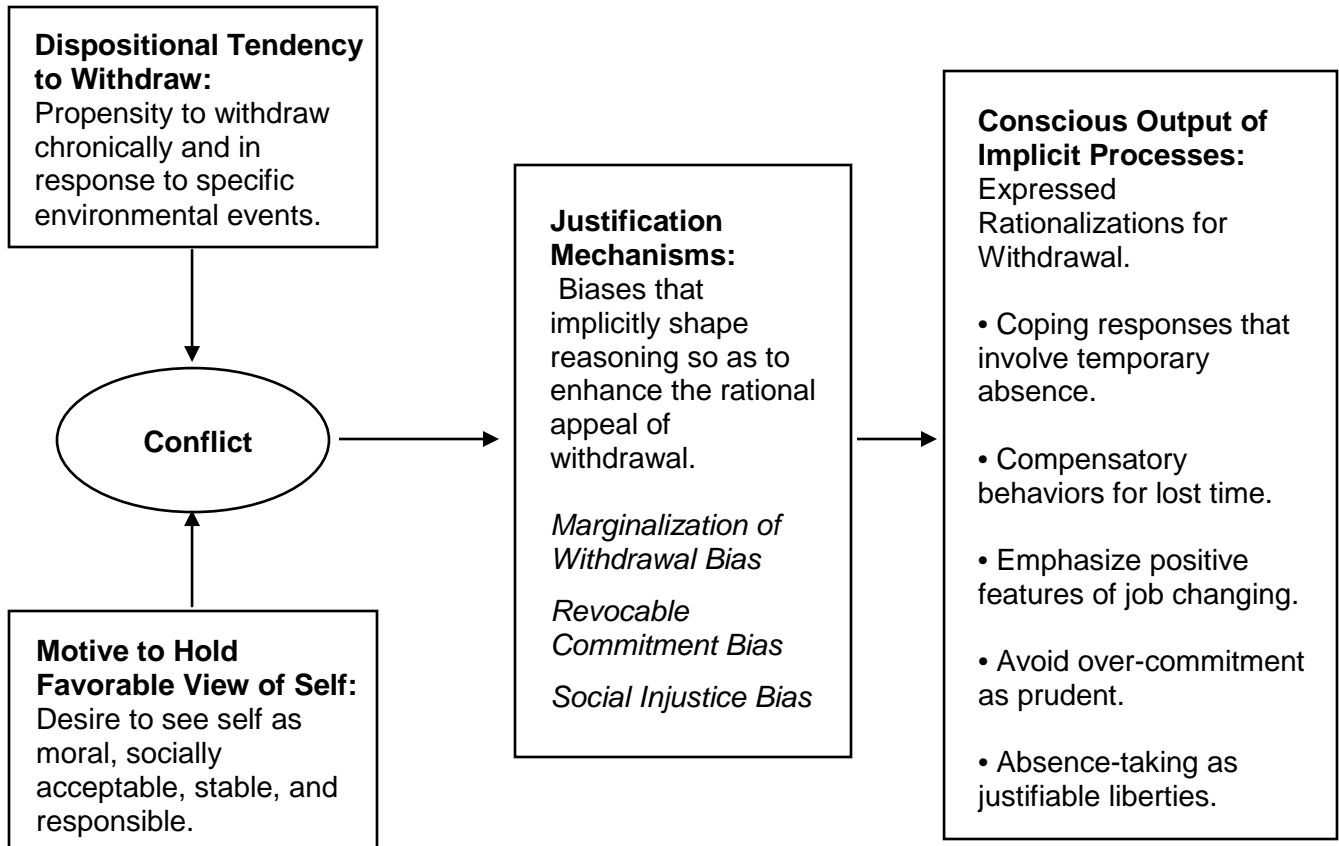 Dispositional Tendency
to Withdraw:
Propensity to withdraw
chronically and in
response to specific
environmental events.
Conflict
Motive to Hold
Favorable View of Self:
Desire to see self as
moral, socially
acceptable, stable, and
responsible.
Justification
Mechanisms:
Biases that
implicitly shape
reasoning so as to
enhance the rational
appeal of
withdrawal.
Marginalization of
Withdrawal Bias
Revocable
Commitment Bias
Social Injustice Bias
Conscious Output of
Implicit Processes:
Expressed
Rationalizations for
Withdrawal.
• Coping responses that
involve temporary
absence.
• Compensatory
behaviors for lost time.
• Emphasize positive
features of job changing.
• Avoid over-commitment
as prudent.
• Absence-taking as
justifiable liberties.